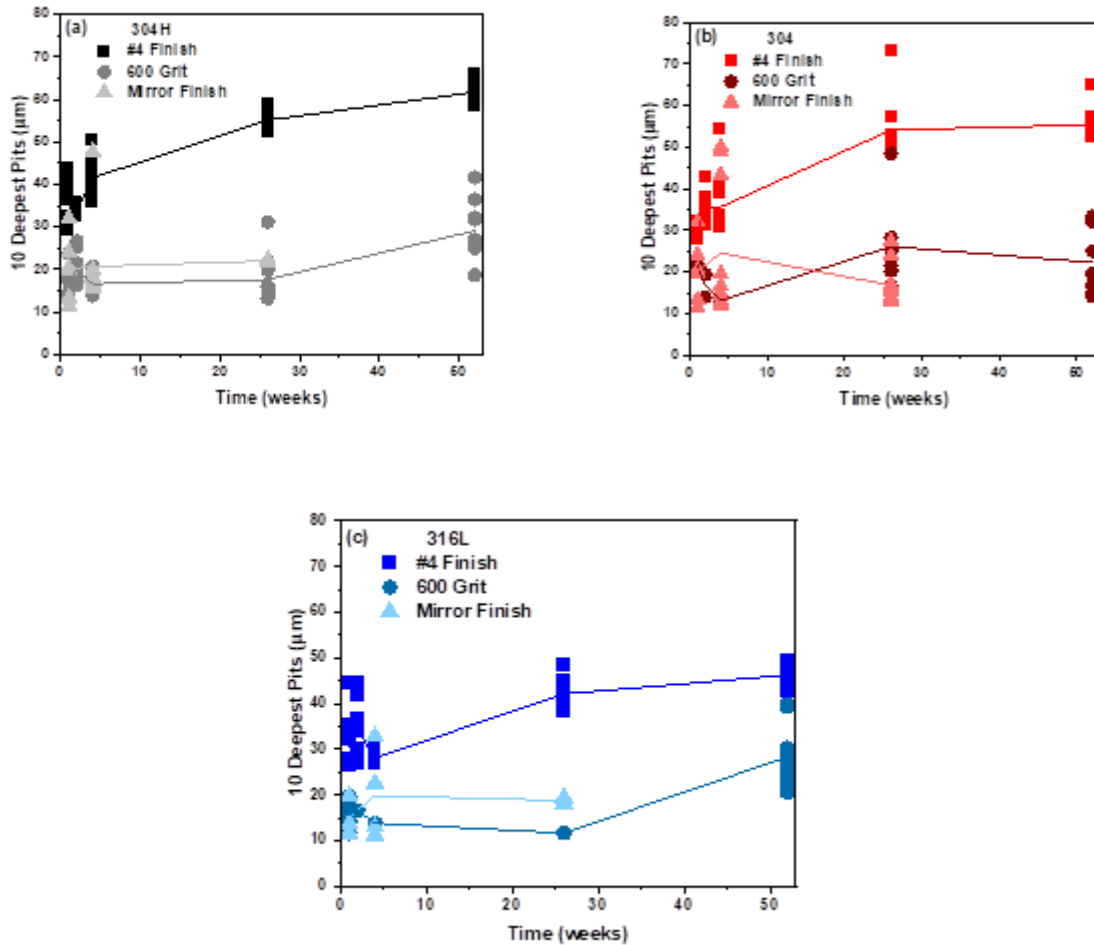 (a) 304H
#4 Finish
600 Grit
Mirror Finish
10 Deepest Pits (μm)
80
70
60
50
40
30
20
10
0
0 10 20 30 40 50
Time (weeks)
(b) 304
#4 Finish
600 Grit
Mirror Finish
10 Deepest Pits (μm)
80
70
60
50
40
30
20
10
0
0 10 20 30 40 50
Time (weeks)
(c) 316L
#4 Finish
600 Grit
Mirror Finish
10 Deepest Pits (μm)
80
70
60
50
40
30
20
10
0
0 10 20 30 40 50
Time (weeks)